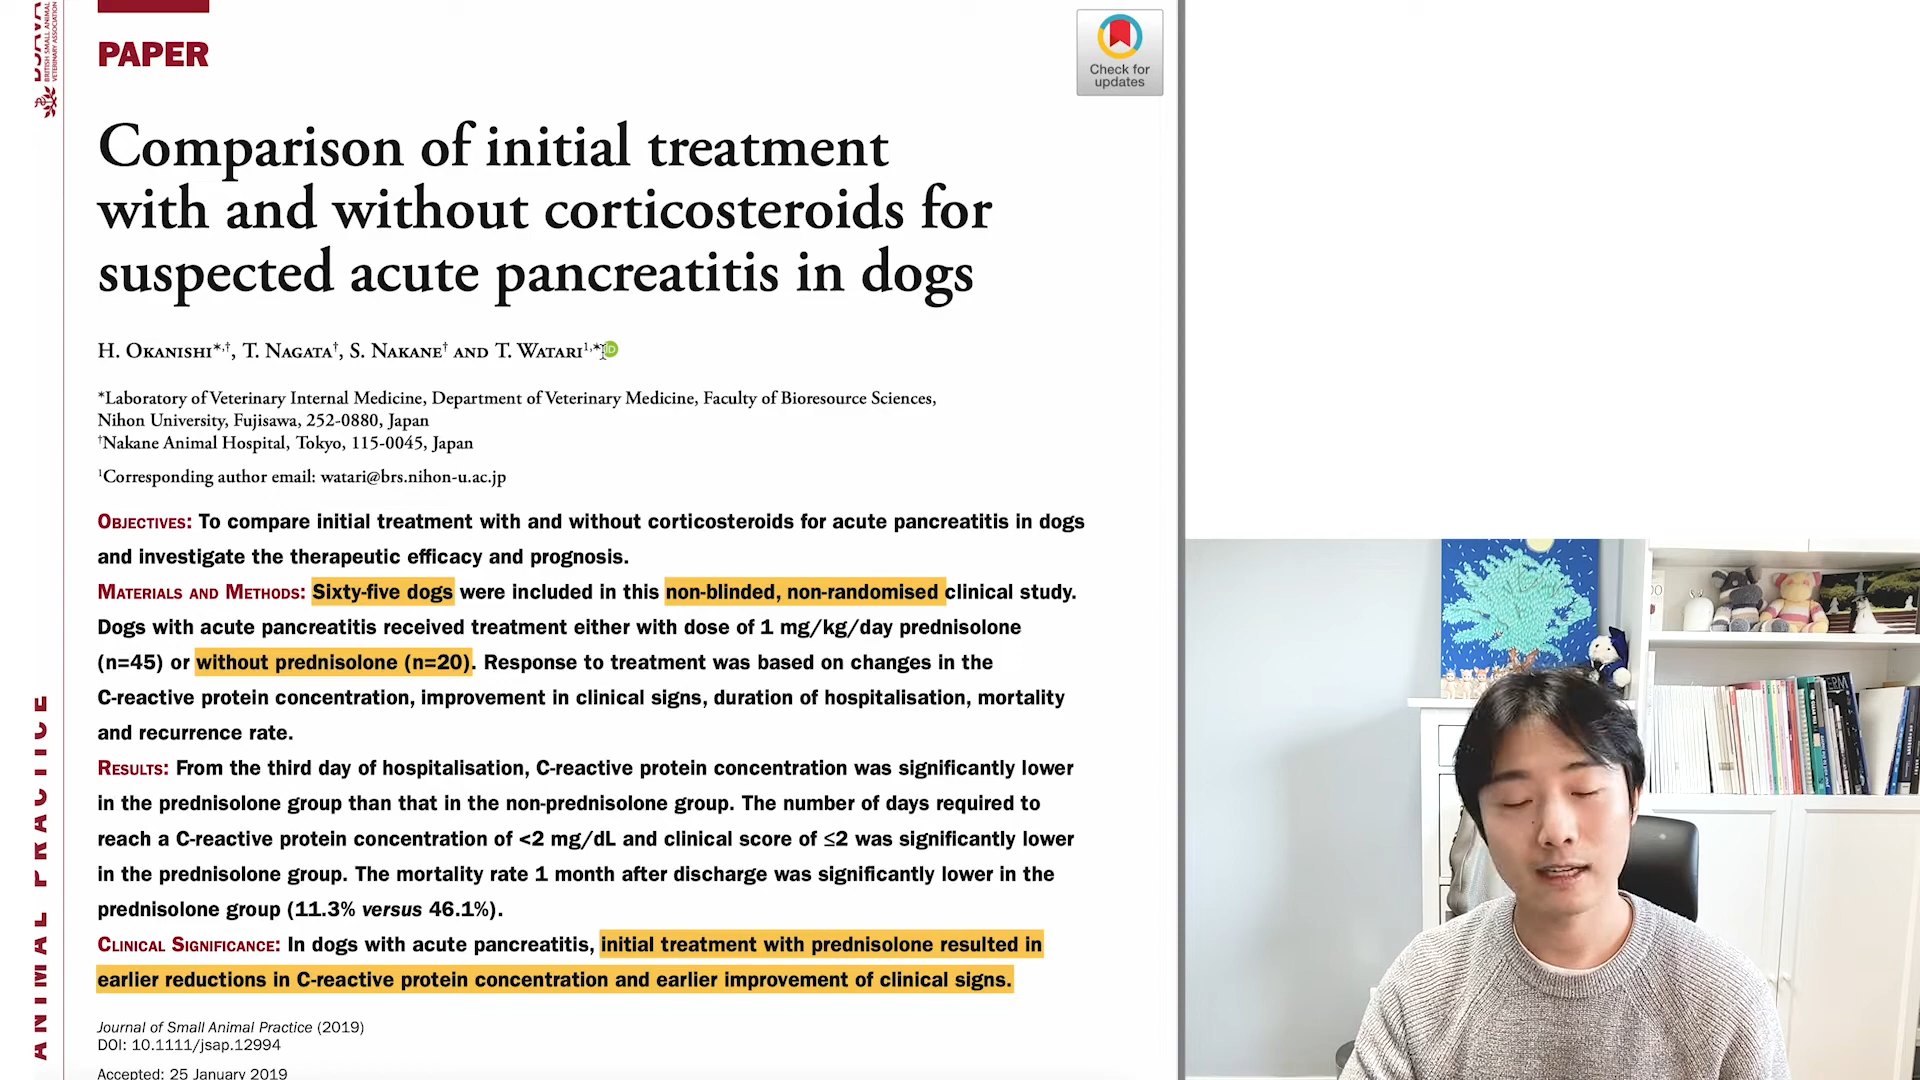 BSAVA
BRITISH SMALL ANIMAL
VETERINARY ASSOCIATION
PAPER
Check for
updates
Comparison of initial treatment
with and without corticosteroids for
suspected acute pancreatitis in dogs
H. Okanishi*,†, T. Nagata†, S. Nakane† and T. Watari1,*
iD
*Laboratory of Veterinary Internal Medicine, Department of Veterinary Medicine, Faculty of Bioresource Sciences,
Nihon University, Fujisawa, 252-0880, Japan
†Nakane Animal Hospital, Tokyo, 115-0045, Japan
1Corresponding author email: watari@brs.nihon-u.ac.jp
Objectives: To compare initial treatment with and without corticosteroids for acute pancreatitis in dogs
and investigate the therapeutic efficacy and prognosis.
Materials and Methods: Sixty-five dogs were included in this non-blinded, non-randomised clinical study.
Dogs with acute pancreatitis received treatment either with dose of 1 mg/kg/day prednisolone
(n=45) or without prednisolone (n=20). Response to treatment was based on changes in the
C-reactive protein concentration, improvement in clinical signs, duration of hospitalisation, mortality
and recurrence rate.
Results: From the third day of hospitalisation, C-reactive protein concentration was significantly lower
in the prednisolone group than that in the non-prednisolone group. The number of days required to
reach a C-reactive protein concentration of <2 mg/dL and clinical score of ≤2 was significantly lower
in the prednisolone group. The mortality rate 1 month after discharge was significantly lower in the
prednisolone group (11.3% versus 46.1%).
Clinical Significance: In dogs with acute pancreatitis, initial treatment with prednisolone resulted in
earlier reductions in C-reactive protein concentration and earlier improvement of clinical signs.
Journal of Small Animal Practice (2019)
DOI: 10.1111/jsap.12994
Accepted: 25 January 2019
ANIMAL PRACTICE